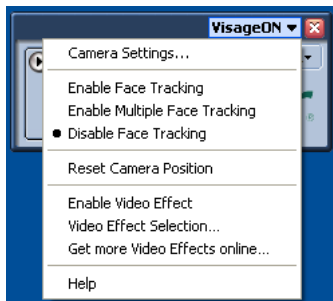 VisageON
Camera Settings...
Enable Face Tracking
Enable Multiple Face Tracking
Disable Face Tracking
Reset Camera Position
Enable Video Effect
Video Effect Selection...
Get more Video Effects online...
Help